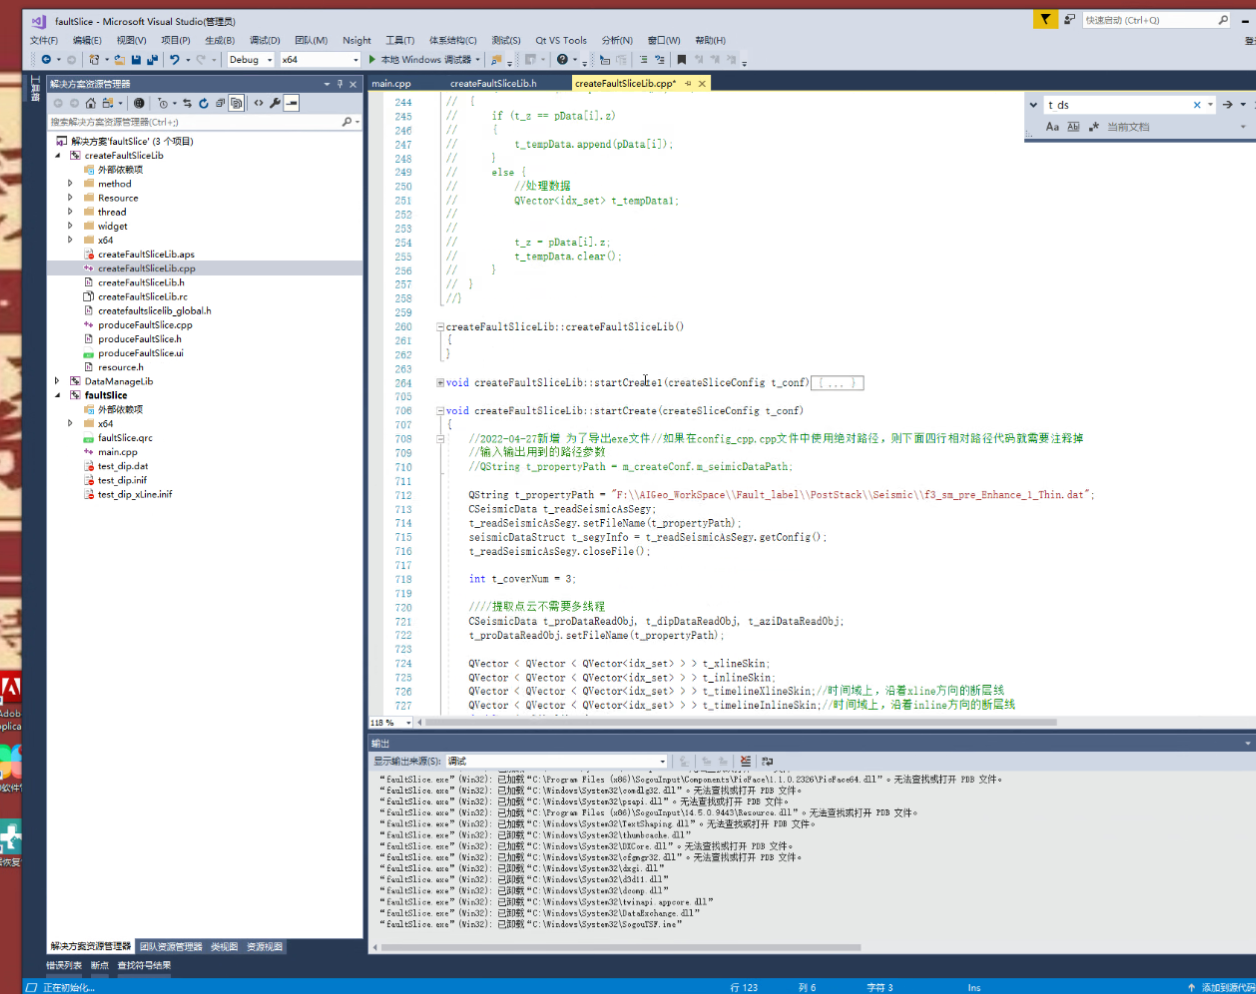 faultSlice - Microsoft Visual Studio(管理员)
快速启动 (Ctrl+Q)
文件(F) 编辑(E) 视图(V) 项目(P) 生成(B) 调试(D) 团队(M) Nsight 工具(T) 体系结构(C) 测试(S) Qt VS Tools 分析(N) 窗口(W) 帮助(H)
Debug x64 本地 Windows 调试器
解决方案资源管理器
main.cpp createFaultSliceLib.h createFaultSliceLib.cpp*
t ds
Aa 当前文档
搜索解决方案资源管理器(Ctrl+;)
解决方案'faultSlice' (3 个项目)
createFaultSliceLib
外部依赖项
method
Resource
thread
widget
x64
createFaultSliceLib.aps
createFaultSliceLib.cpp
createFaultSliceLib.h
createFaultSliceLib.rc
createfaultslicelib_global.h
produceFaultSlice.cpp
produceFaultSlice.h
produceFaultSlice.ui
resource.h
DataManageLib
faultSlice
外部依赖项
x64
faultSlice.qrc
main.cpp
test_dip.dat
test_dip.inif
test_dip_xLine.inif
解决方案资源管理器 团队资源管理器 类视图 资源视图
244 // {
245 // if (t_z == pData[i].z)
246 // {
247 // t_tempData.append(pData[i]);
248 // }
249 // else {
250 // //处理数据
251 // QVector<idx_set> t_tempData1;
252 //
253 //
254 // t_z = pData[i].z;
255 // t_tempData.clear();
256 // }
257 // }
258 //}
259
260 createFaultSliceLib::createFaultSliceLib()
261 {
262 }
263
264 void createFaultSliceLib::startCreate1(createSliceConfig t_conf){ ... }
705
706 void createFaultSliceLib::startCreate(createSliceConfig t_conf)
707 {
708 //2022-04-27新增 为了导出exe文件//如果在config_cpp.cpp文件中使用绝对路径，则下面四行相对路径代码就需要注释掉
709 //输入输出用到的路径参数
710 //QString t_propertyPath = m_createConf.m_seimicDataPath;
711
712 QString t_propertyPath = "F:\\AIGeo_WorkSpace\\Fault_label\\PostStack\\Seismic\\f3_sm_pre_Enhance_1_Thin.dat";
713 CSeismicData t_readSeismicAsSegy;
714 t_readSeismicAsSegy.setFileName(t_propertyPath);
715 seismicDataStruct t_segyInfo = t_readSeismicAsSegy.getConfig();
716 t_readSeismicAsSegy.closeFile();
717
718 int t_coverNum = 3;
719
720 ////提取点云不需要多线程
721 CSeismicData t_proDataReadObj, t_dipDataReadObj, t_aziDataReadObj;
722 t_proDataReadObj.setFileName(t_propertyPath);
723
724 QVector < QVector < QVector<idx_set> > > t_xlineSkin;
725 QVector < QVector < QVector<idx_set> > > t_inlineSkin;
726 QVector < QVector < QVector<idx_set> > > t_timelineXlineSkin;//时间域上，沿着xline方向的断层线
727 QVector < QVector < QVector<idx_set> > > t_timelineInlineSkin;//时间域上，沿着inline方向的断层线
118 %
输出
显示输出来源(S): 调试
“faultSlice.exe”(Win32): 已加载“C:\Program Files (x86)\SogouInput\Components\PicFace\1.1.0.2326\PicFace64.dll”。无法查找或打开 PDB 文件。
“faultSlice.exe”(Win32): 已加载“C:\Windows\System32\comdlg32.dll”。无法查找或打开 PDB 文件。
“faultSlice.exe”(Win32): 已加载“C:\Windows\System32\psapi.dll”。无法查找或打开 PDB 文件。
“faultSlice.exe”(Win32): 已加载“C:\Program Files (x86)\SogouInput\14.5.0.9443\Resource.dll”。无法查找或打开 PDB 文件。
“faultSlice.exe”(Win32): 已加载“C:\Windows\System32\TextShaping.dll”。无法查找或打开 PDB 文件。
“faultSlice.exe”(Win32): 已卸载“C:\Windows\System32\thumbcache.dll”
“faultSlice.exe”(Win32): 已加载“C:\Windows\System32\DXCore.dll”。无法查找或打开 PDB 文件。
“faultSlice.exe”(Win32): 已加载“C:\Windows\System32\cfgmgr32.dll”。无法查找或打开 PDB 文件。
“faultSlice.exe”(Win32): 已卸载“C:\Windows\System32\dxgi.dll”
“faultSlice.exe”(Win32): 已卸载“C:\Windows\System32\d3d11.dll”
“faultSlice.exe”(Win32): 已卸载“C:\Windows\System32\dcomp.dll”
“faultSlice.exe”(Win32): 已卸载“C:\Windows\System32\twinapi.appcore.dll”
“faultSlice.exe”(Win32): 已卸载“C:\Windows\System32\DataExchange.dll”
“faultSlice.exe”(Win32): 已卸载“C:\Windows\System32\SogouTSF.ime”
错误列表 断点 查找符号结果
正在初始化... 行 123 列 6 字符 3 Ins 添加到源代码